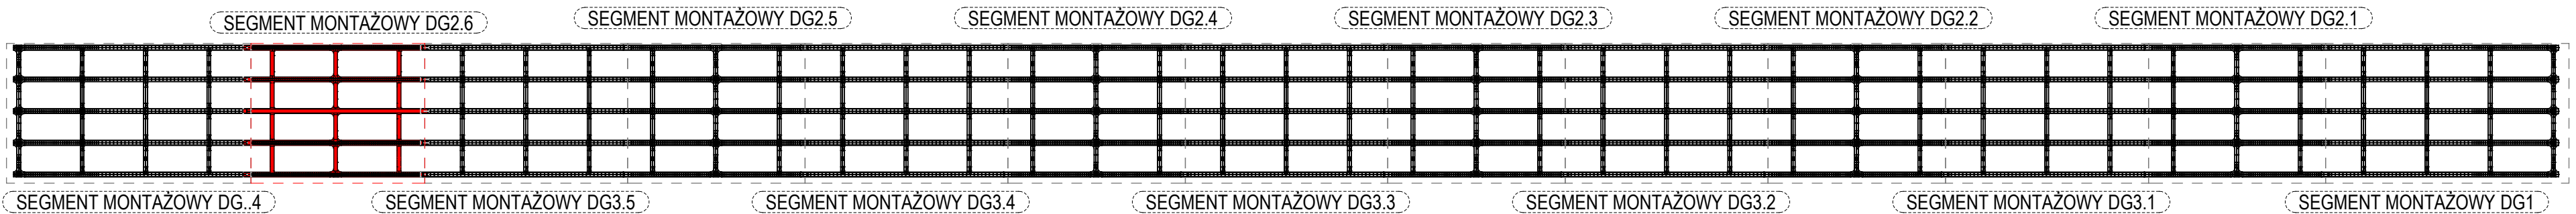 SEGMENT MONTAŻOWY DG2.6
SEGMENT MONTAŻOWY DG2.5
SEGMENT MONTAŻOWY DG2.4
SEGMENT MONTAŻOWY DG2.3
SEGMENT MONTAŻOWY DG2.2
SEGMENT MONTAŻOWY DG2.1
SEGMENT MONTAŻOWY DG..4
SEGMENT MONTAŻOWY DG3.5
SEGMENT MONTAŻOWY DG3.4
SEGMENT MONTAŻOWY DG3.3
SEGMENT MONTAŻOWY DG3.2
SEGMENT MONTAŻOWY DG3.1
SEGMENT MONTAŻOWY DG1